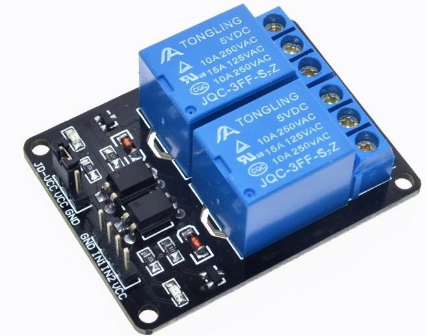 TONGLING
5VDC
10A 250VAC
15A 125VAC
10A 250VAC
JQC-3FF-S-Z
TONGLING
5VDC
10A 250VAC
15A 125VAC
10A 250VAC
JQC-3FF-S-Z
JD-VCC VCC GND
GND IN1 IN2 VCC